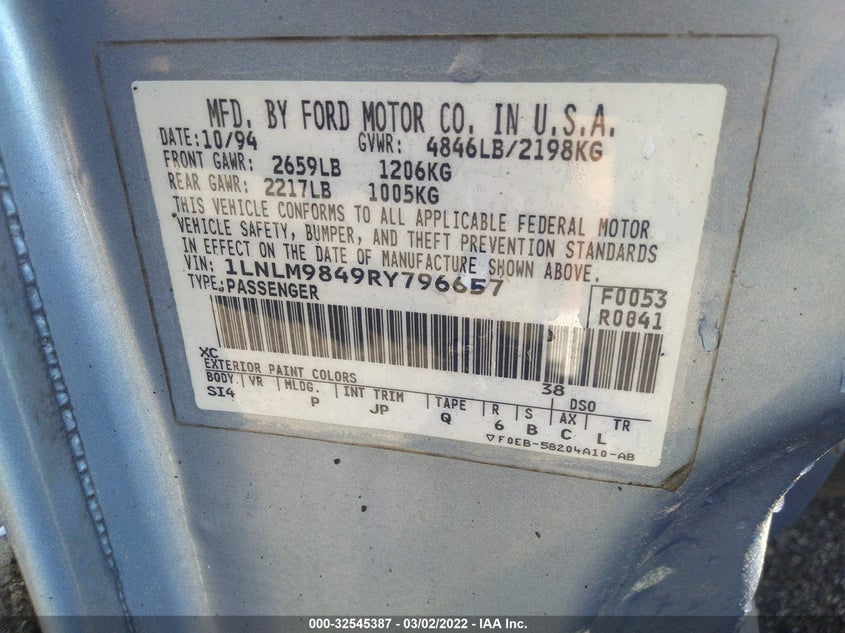 MFD. BY FORD MOTOR CO. IN U.S.A.
DATE: 10/94 GVWR: 4846LB/2198KG
FRONT GAWR: 2659LB 1206KG
REAR GAWR: 2217LB 1005KG
THIS VEHICLE CONFORMS TO ALL APPLICABLE FEDERAL MOTOR
VEHICLE SAFETY, BUMPER, AND THEFT PREVENTION STANDARDS
IN EFFECT ON THE DATE OF MANUFACTURE SHOWN ABOVE.
VIN: 1LNLM9849RY796657
TYPE: PASSENGER
F0053
R0041
XC 38
EXTERIOR PAINT COLORS DSO
BODY VR MLDG. INT TRIM TAPE R S AX TR
SI4 P JP Q 6 B C L
▽F0EB-58204A10-AB
000-32545387 - 03/02/2022 - IAA Inc.